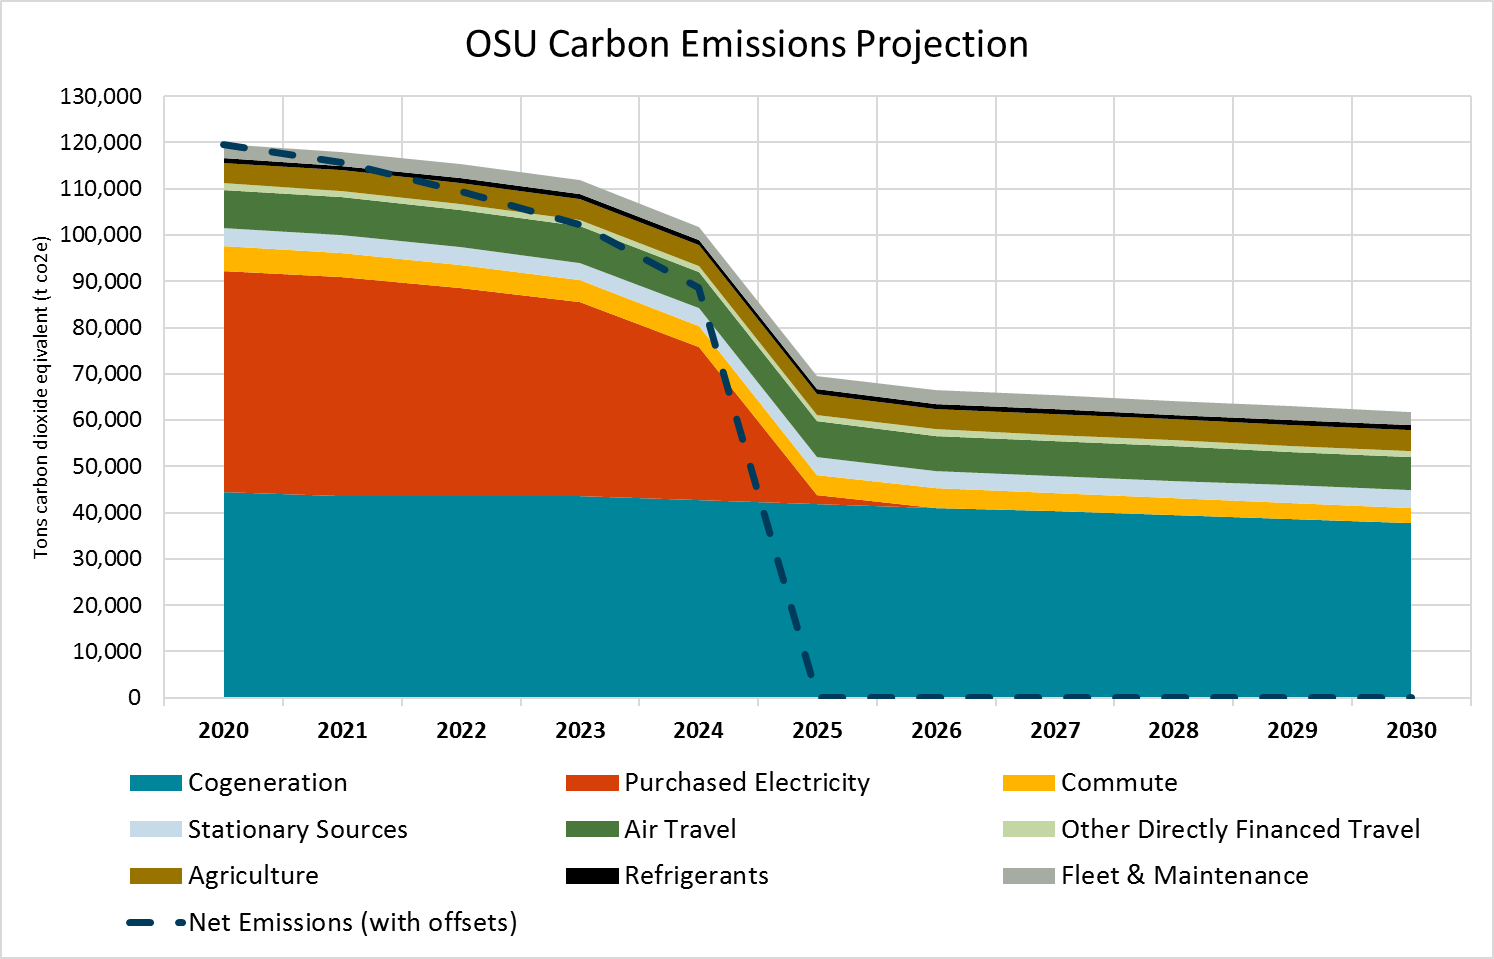 OSU Carbon Emissions Projection
Tons carbon dioxide eqivalent (t co2e)
130,000
120,000
110,000
100,000
90,000
80,000
70,000
60,000
50,000
40,000
30,000
20,000
10,000
0
2020 2021 2022 2023 2024 2025 2026 2027 2028 2029 2030
Cogeneration Purchased Electricity Commute
Stationary Sources Air Travel Other Directly Financed Travel
Agriculture Refrigerants Fleet & Maintenance
Net Emissions (with offsets)